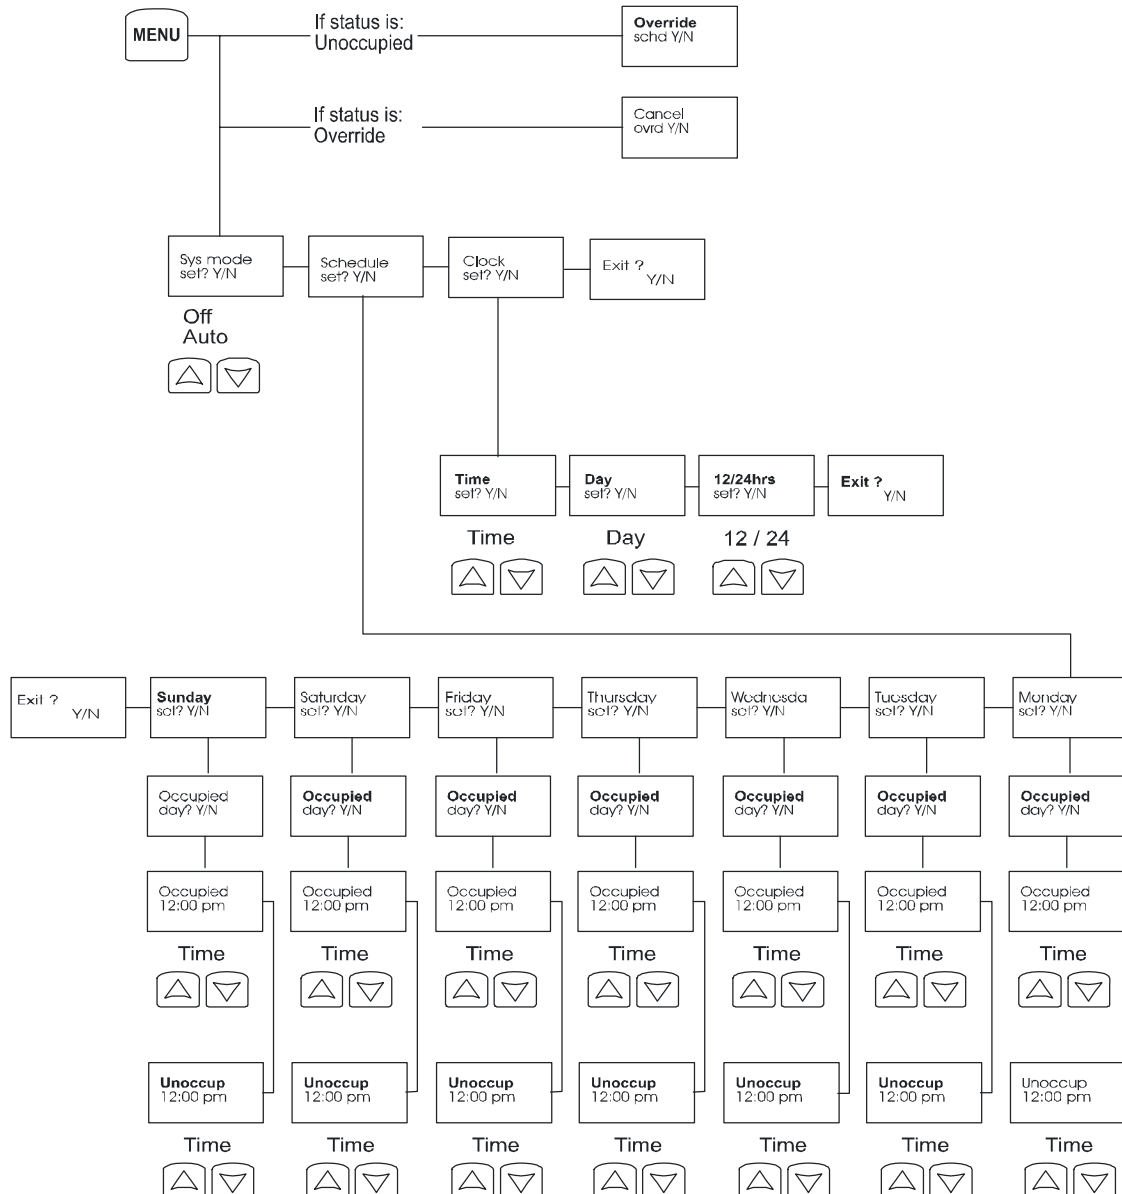 MENU
If status is:
Unoccupied
Override
schd Y/N
If status is:
Override
Cancel
ovrd Y/N
Sys mode
set? Y/N
Schedule
set? Y/N
Clock
set? Y/N
Exit ?
Y/N
Off
Auto
Time
set? Y/N
Day
set? Y/N
12/24hrs
set? Y/N
Exit ?
Y/N
Time
Day
12 / 24
Exit ?
Y/N
Sunday
set? Y/N
Saturday
set? Y/N
Friday
set? Y/N
Thursday
set? Y/N
Wednesda
set? Y/N
Tuesday
set? Y/N
Monday
set? Y/N
Occupied
day? Y/N
Occupied
day? Y/N
Occupied
day? Y/N
Occupied
day? Y/N
Occupied
day? Y/N
Occupied
day? Y/N
Occupied
day? Y/N
Occupied
12:00 pm
Occupied
12:00 pm
Occupied
12:00 pm
Occupied
12:00 pm
Occupied
12:00 pm
Occupied
12:00 pm
Occupied
12:00 pm
Time
Time
Time
Time
Time
Time
Time
Unoccup
12:00 pm
Unoccup
12:00 pm
Unoccup
12:00 pm
Unoccup
12:00 pm
Unoccup
12:00 pm
Unoccup
12:00 pm
Unoccup
12:00 pm
Time
Time
Time
Time
Time
Time
Time